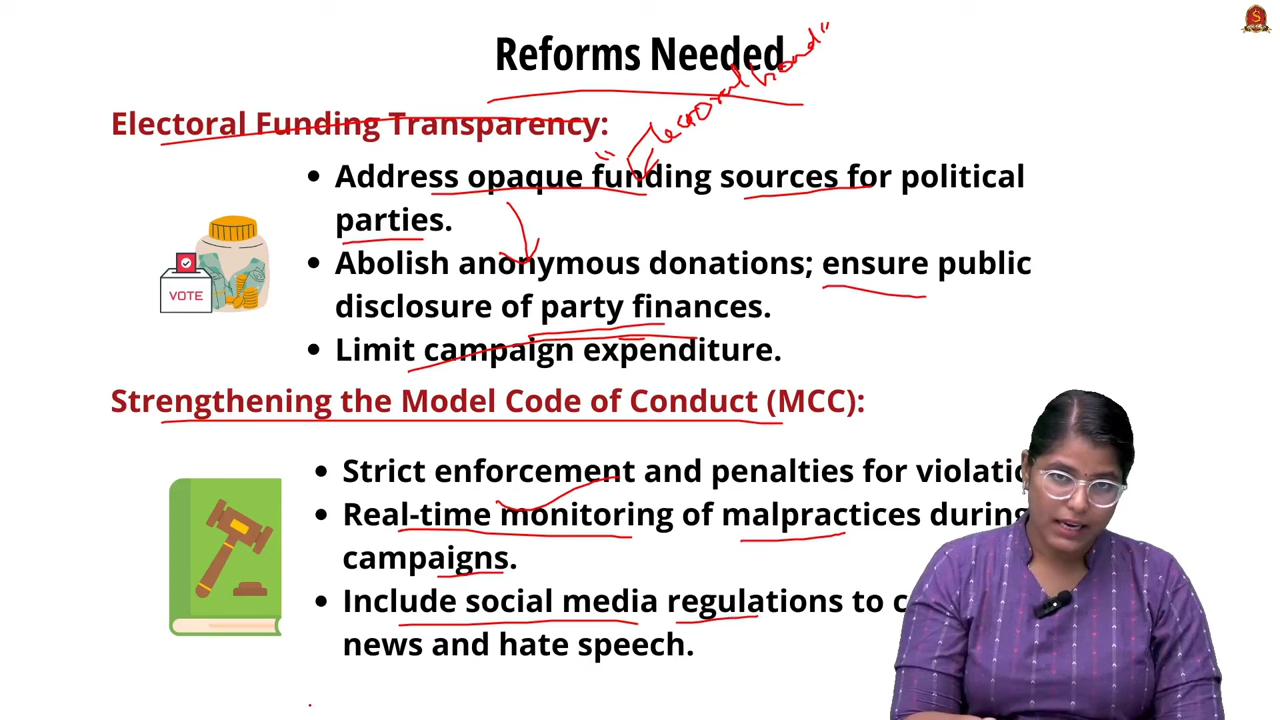 Reforms Needed
"Electoral bond"
Electoral Funding Transparency:
• Address opaque funding sources for political
parties.
• Abolish anonymous donations; ensure public
disclosure of party finances.
• Limit campaign expenditure.
VOTE
Strengthening the Model Code of Conduct (MCC):
• Strict enforcement and penalties for
• Real-time monitoring of malpractices during
campaigns.
• Include social media regulations to
news and hate speech.